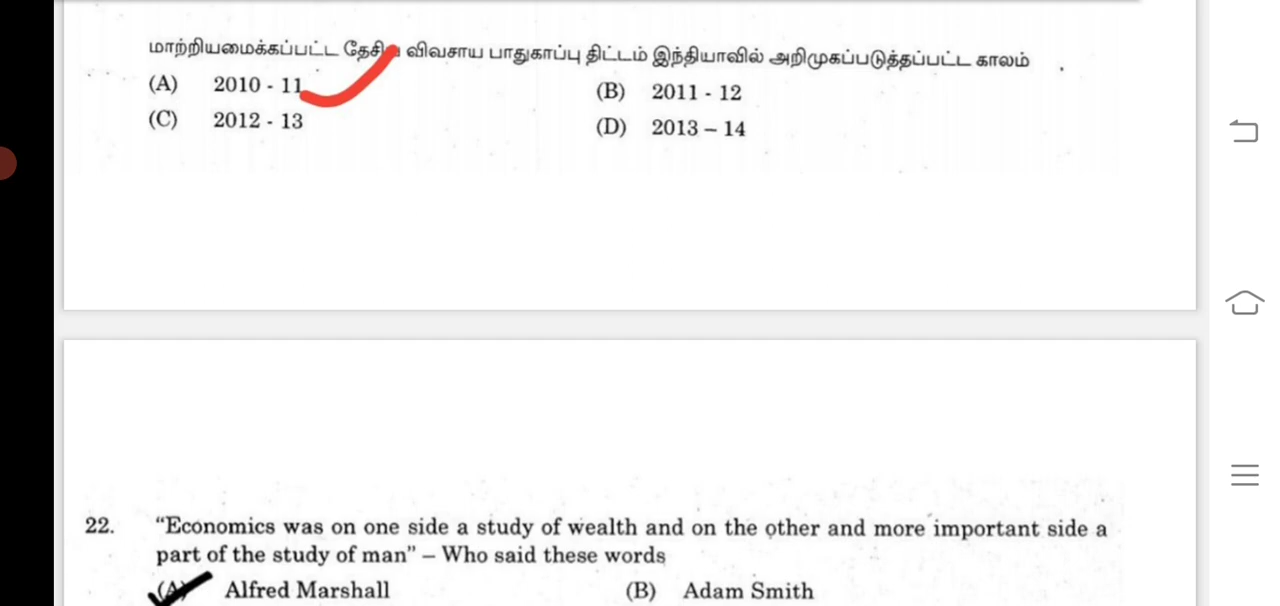 மாற்றியமைக்கப்பட்ட விவசாய பாதுகாப்பு திட்டம் இந்தியாவில் அறிமுகப்படுத்தப்பட்ட காலம்
(A) 2010 - 11 (B) 2011 - 12
(C) 2012 - 13 (D) 2013 – 14
22. “Economics was on one side a study of wealth and on the other and more important side a
part of the study of man” – Who said these words
(A) Alfred Marshall (B) Adam Smith